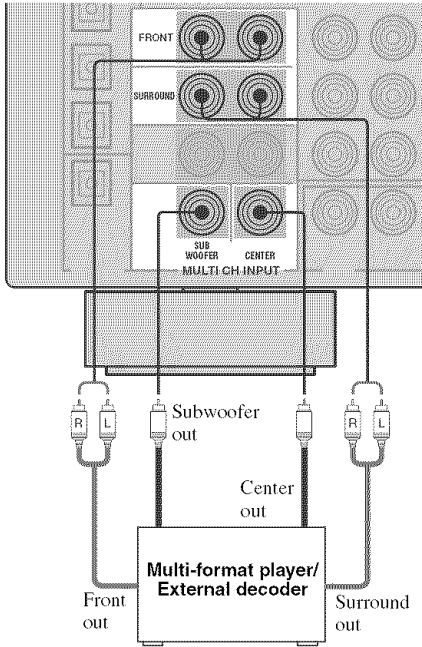 FRONT
SURROUND
SUB
WOOFER
CENTER
MULTI CH INPUT
R
L
Subwoofer
out
R
L
Center
out
Multi-format player/
External decoder
Front
out
Surround
out